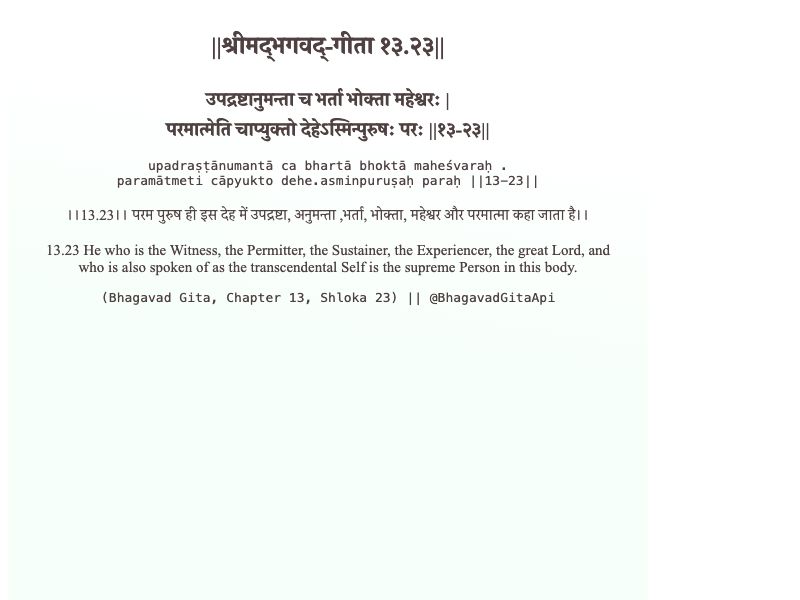 ||श्रीमद्‍भगवद्‍-गीता १३.२३||
उपद्रष्टानुमन्ता च भर्ता भोक्ता महेश्वरः |
परमात्मेति चाप्युक्तो देहेऽस्मिन्पुरुषः परः ||१३-२३||
upadraṣṭānumantā ca bhartā bhoktā maheśvaraḥ .
paramātmeti cāpyukto dehe.asminpuruṣaḥ paraḥ ||13-23||
।।13.23।। परम पुरुष ही इस देह में उपद्रष्टा, अनुमन्ता ,भर्ता, भोक्ता, महेश्वर और परमात्मा कहा जाता है।।
13.23 He who is the Witness, the Permitter, the Sustainer, the Experiencer, the great Lord, and
who is also spoken of as the transcendental Self is the supreme Person in this body.
(Bhagavad Gita, Chapter 13, Shloka 23) || @BhagavadGitaApi